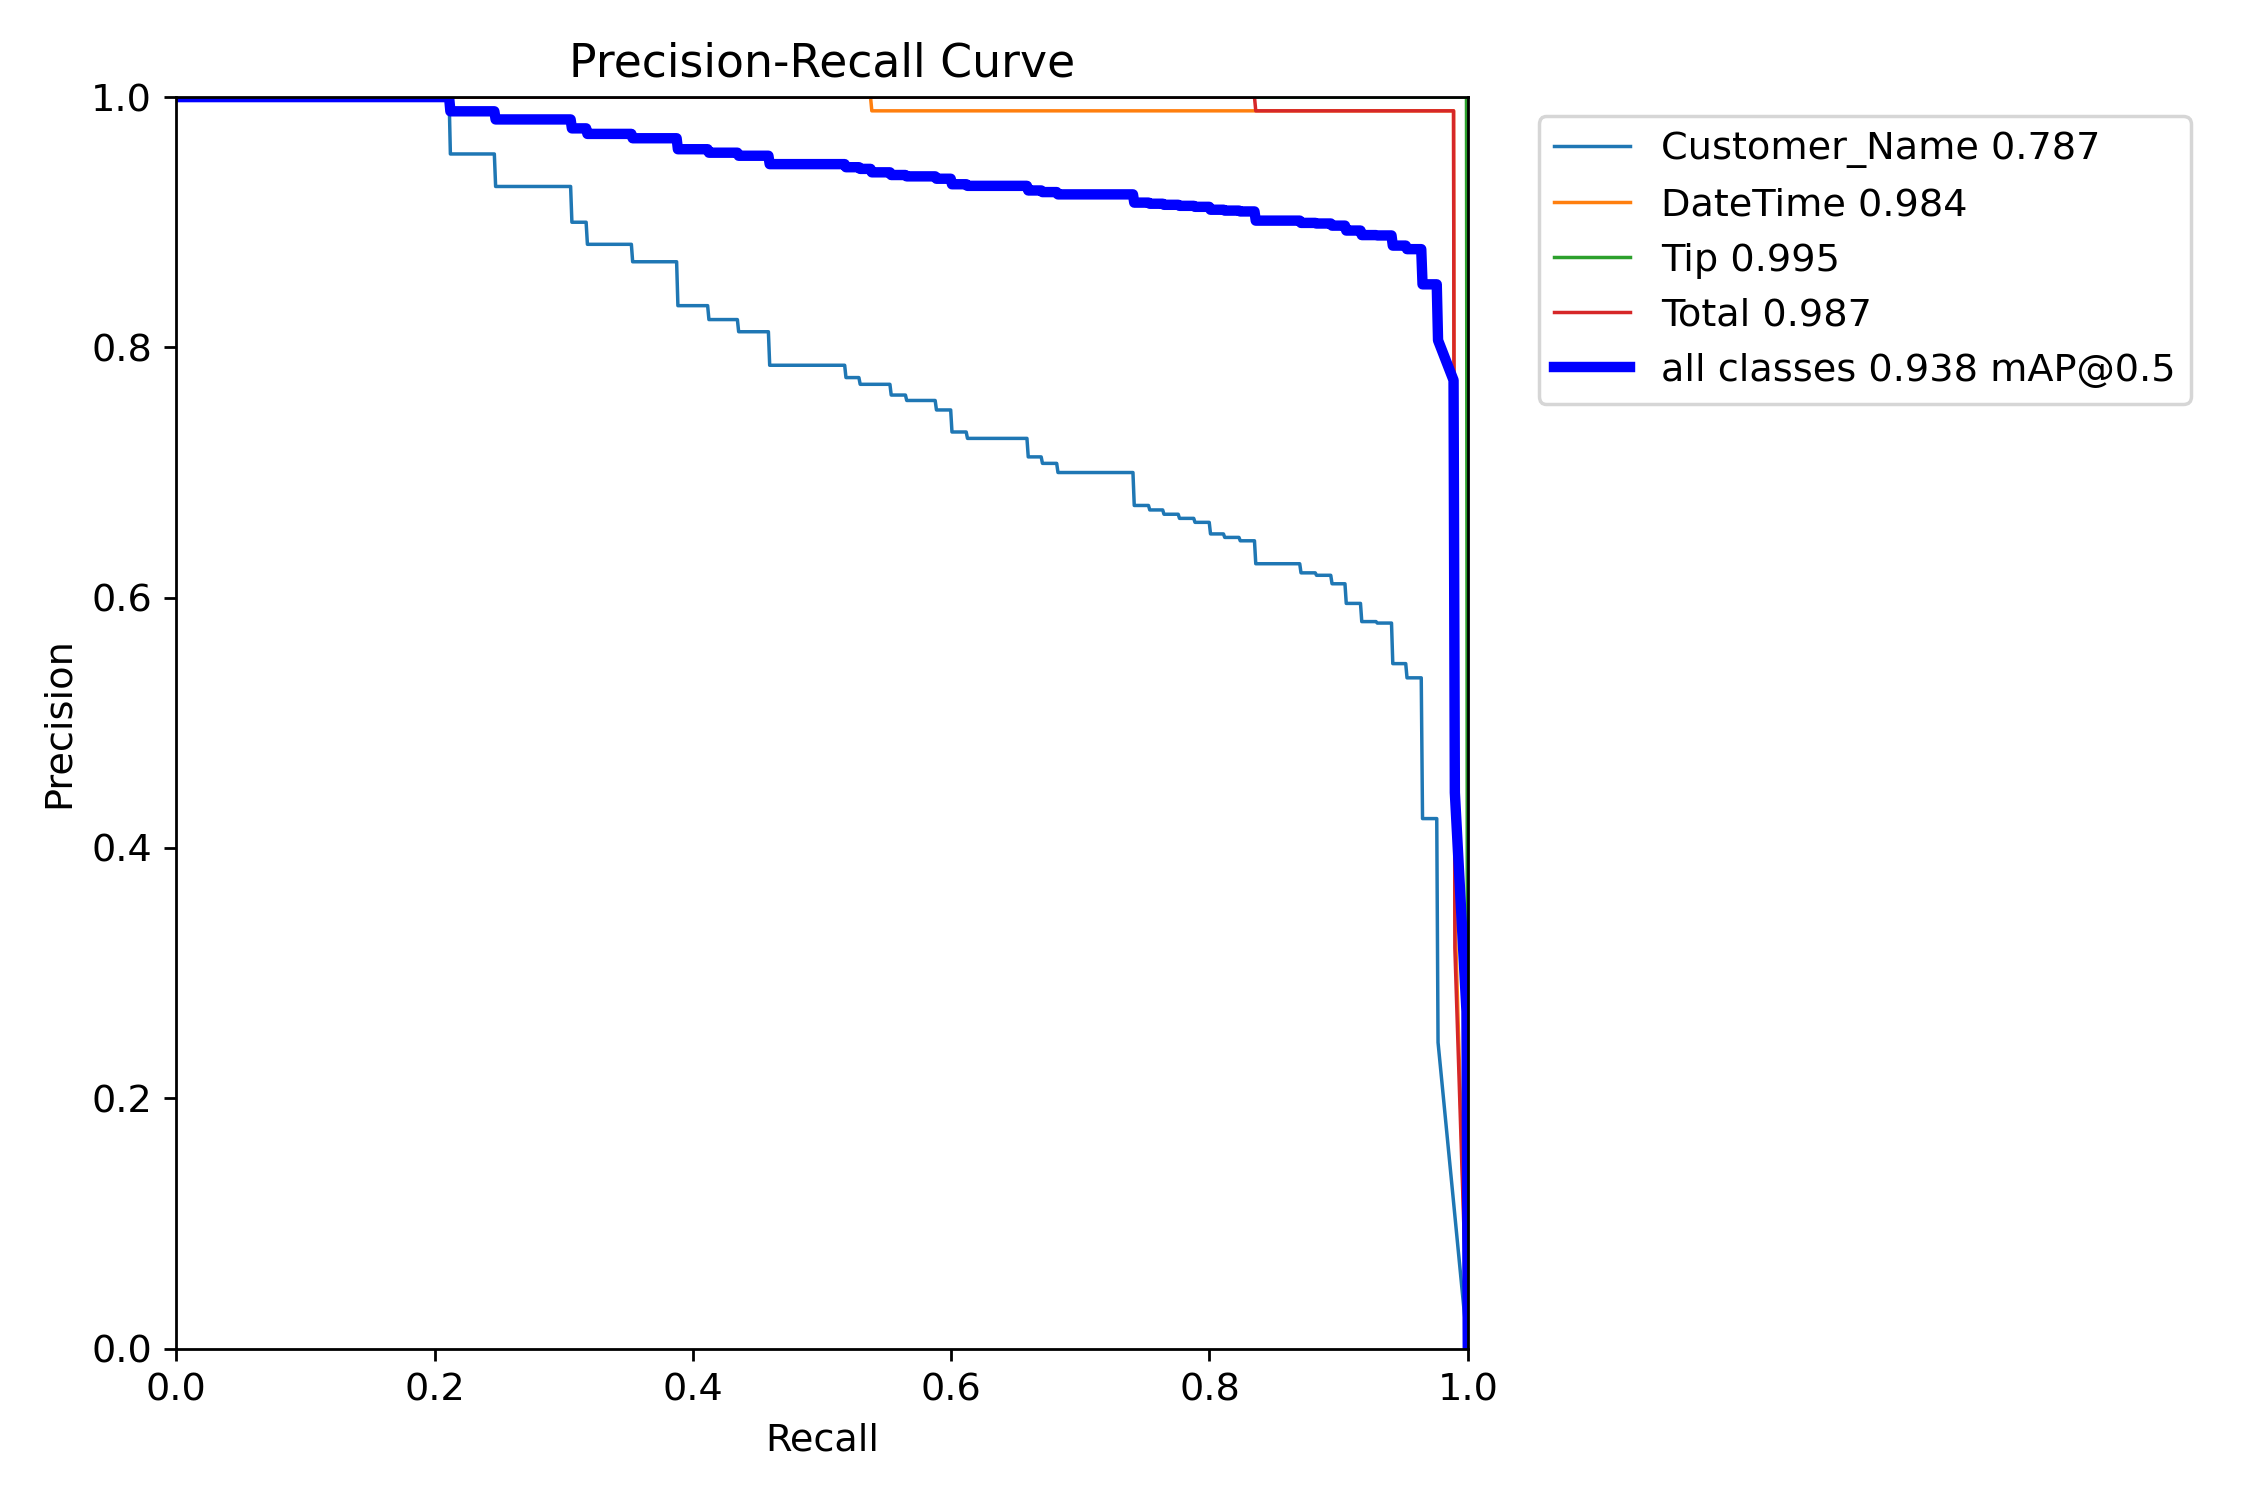 Precision-Recall Curve
1.0
0.8
0.6
0.4
0.2
0.0
Precision
0.0 0.2 0.4 0.6 0.8 1.0
Recall
Customer_Name 0.787
DateTime 0.984
Tip 0.995
Total 0.987
all classes 0.938 mAP@0.5